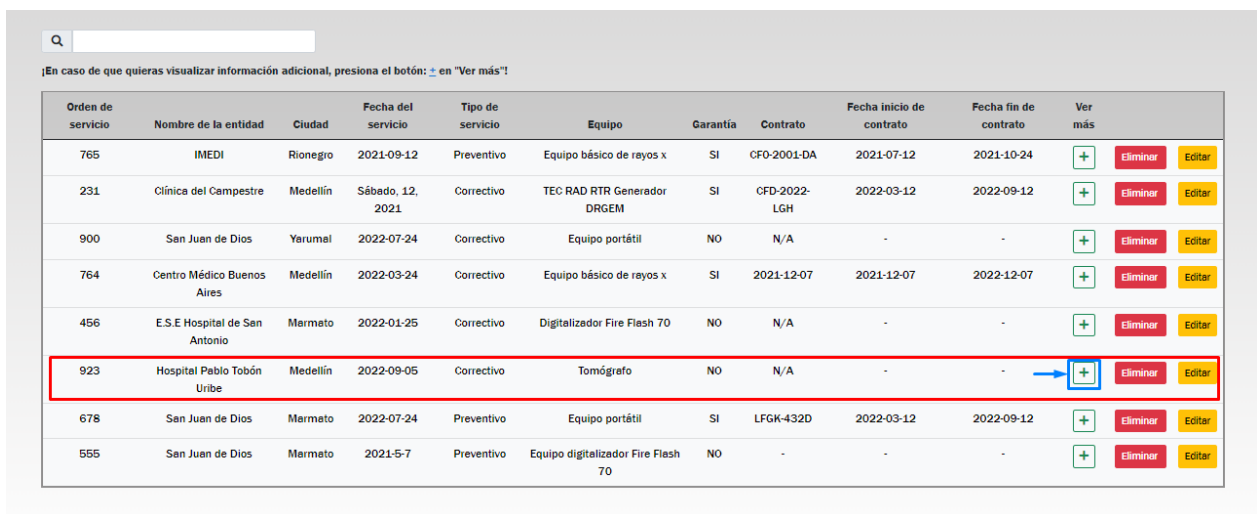 ¡En caso de que quieras visualizar información adicional, presiona el botón: + en "Ver más"!
Orden de servicio Nombre de la entidad Ciudad Fecha del servicio Tipo de servicio Equipo Garantía Contrato Fecha inicio de contrato Fecha fin de contrato Ver más
765 IMEDI Rionegro 2021-09-12 Preventivo Equipo básico de rayos x SI CF0-2001-DA 2021-07-12 2021-10-24 + Eliminar Editar
231 Clínica del Campestre Medellín Sábado, 12, 2021 Correctivo TEC RAD RTR Generador DRGEM SI CFD-2022-LGH 2022-03-12 2022-09-12 + Eliminar Editar
900 San Juan de Dios Yarumal 2022-07-24 Correctivo Equipo portátil NO N/A - - + Eliminar Editar
764 Centro Médico Buenos Aires Medellín 2022-03-24 Correctivo Equipo básico de rayos x SI 2021-12-07 2021-12-07 2022-12-07 + Eliminar Editar
456 E.S.E Hospital de San Antonio Marmato 2022-01-25 Correctivo Digitalizador Fire Flash 70 NO N/A - - + Eliminar Editar
923 Hospital Pablo Tobón Uribe Medellín 2022-09-05 Correctivo Tomógrafo NO N/A - - + Eliminar Editar
678 San Juan de Dios Marmato 2022-07-24 Preventivo Equipo portátil SI LFGK-432D 2022-03-12 2022-09-12 + Eliminar Editar
555 San Juan de Dios Marmato 2021-5-7 Preventivo Equipo digitalizador Fire Flash 70 NO - - - + Eliminar Editar